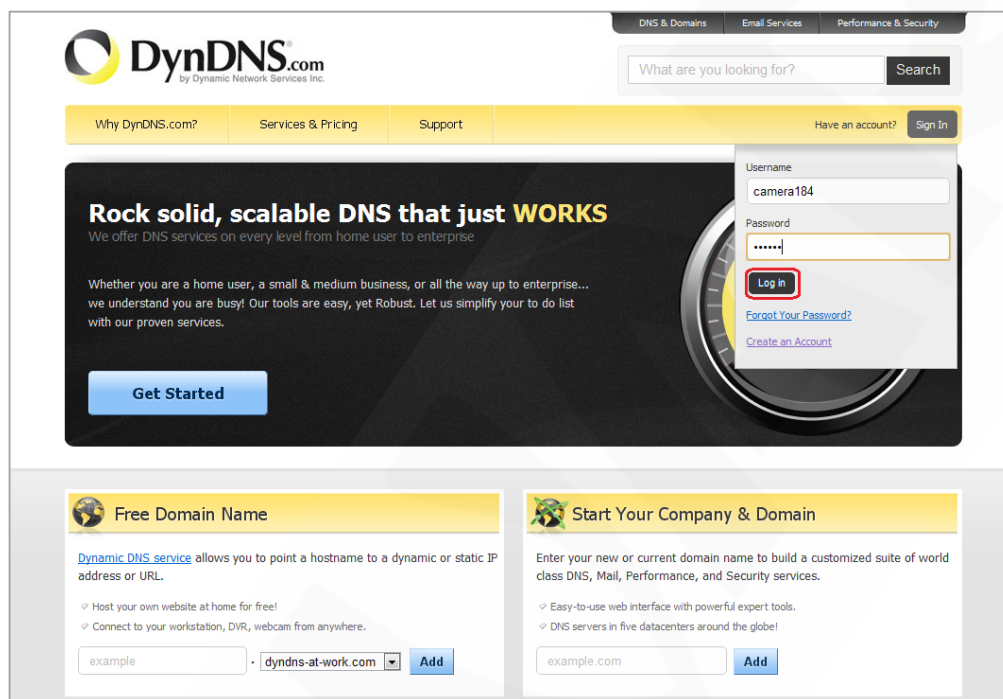 DNS & Domains Email Services Performance & Security
DynDNS.com
by Dynamic Network Services Inc.
What are you looking for? Search
Why DynDNS.com? Services & Pricing Support Have an account? Sign In
Username
camera184
Password
••••••
Log in
Forgot Your Password?
Create an Account
Rock solid, scalable DNS that just WORKS
We offer DNS services on every level from home user to enterprise
Whether you are a home user, a small & medium business, or all the way up to enterprise...
we understand you are busy! Our tools are easy, yet Robust. Let us simplify your to do list
with our proven services.
Get Started
Free Domain Name
Dynamic DNS service allows you to point a hostname to a dynamic or static IP
address or URL.
Host your own website at home for free!
Connect to your workstation, DVR, webcam from anywhere.
example . dyndns-at-work.com Add
Start Your Company & Domain
Enter your new or current domain name to build a customized suite of world
class DNS, Mail, Performance, and Security services.
Easy-to-use web interface with powerful expert tools.
DNS servers in five datacenters around the globe!
example.com Add